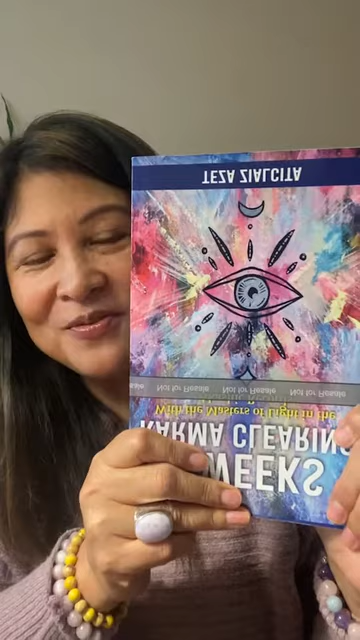 WEEKS
KARMA CLEARING
With the Masters of Light in the
Not for Resale Not for Resale Not for Resale
TEZA ZIALCITA